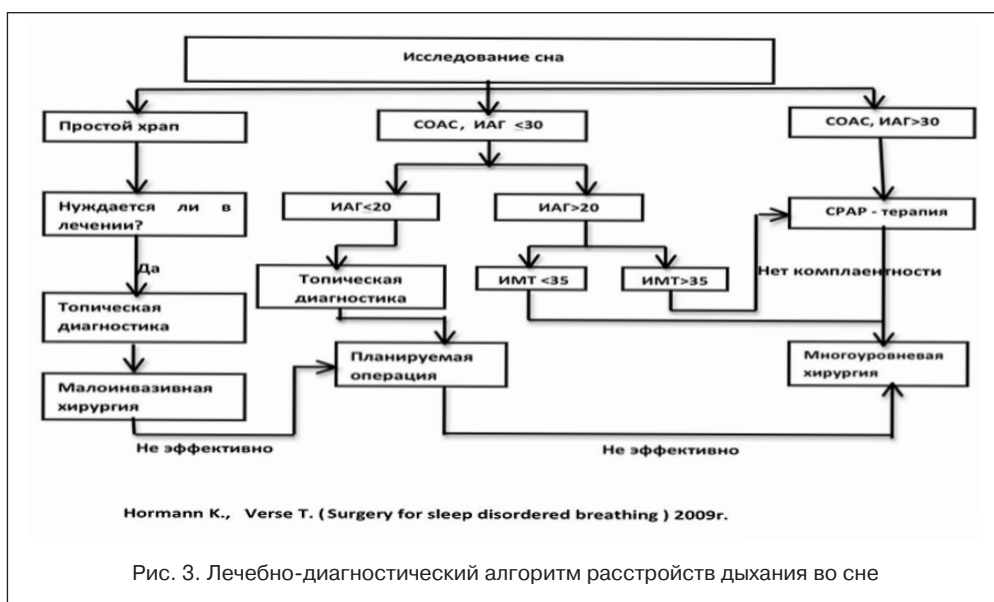 Исследование сна
Простой храп
СОАС, ИАГ ≤30
СОАС, ИАГ>30
Нуждается ли в
лечении?
ИАГ≤20
ИАГ>20
СРАР - терапия
Да
Топическая
диагностика
ИМТ <35
ИМТ>35
Нет комплаентности
Топическая
диагностика
Планируемая
операция
Многоуровневая
хирургия
Малоинвазивная
хирургия
Не эффективно
Не эффективно
Hormann K., Verse T. ( Surgery for sleep disordered breathing ) 2009г.
Рис. 3. Лечебно-диагностический алгоритм расстройств дыхания во сне